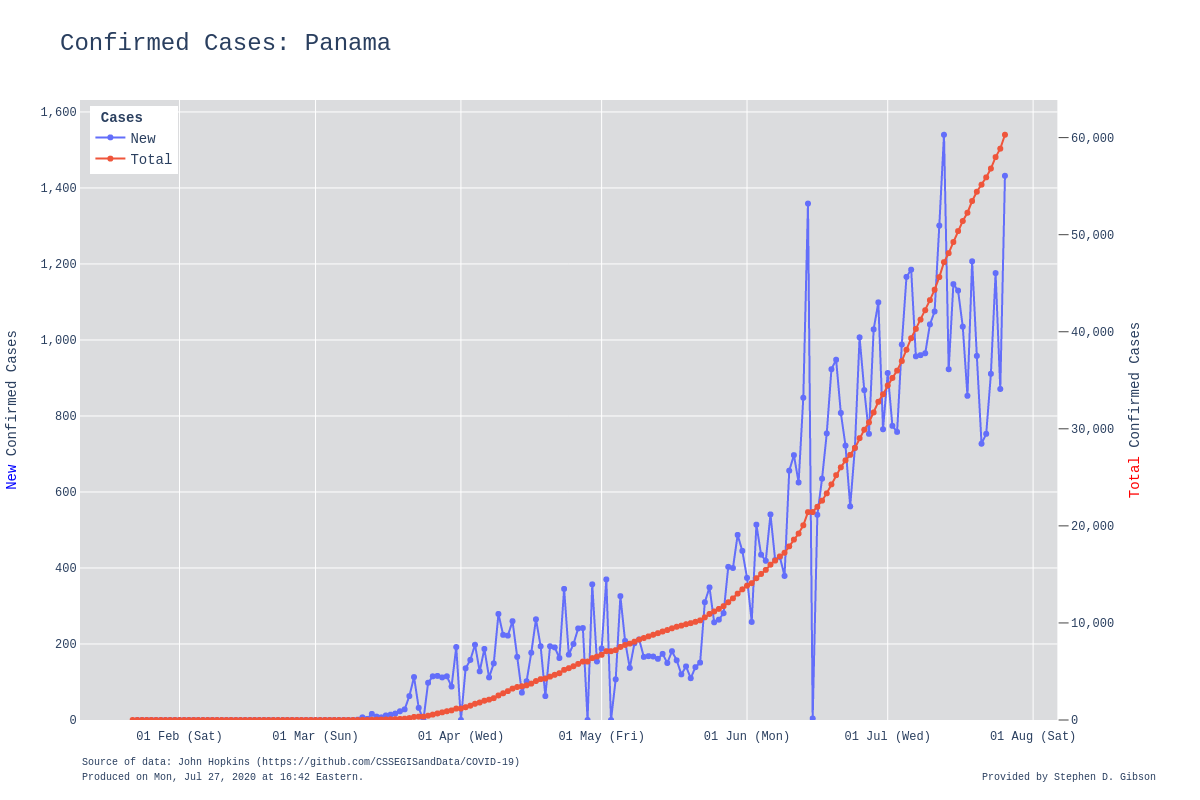 Confirmed Cases: Panama
Cases
New
Total
1,600
1,400
1,200
1,000
800
600
400
200
0
New Confirmed Cases
60,000
50,000
40,000
30,000
20,000
10,000
0
Total Confirmed Cases
01 Feb (Sat)
01 Mar (Sun)
01 Apr (Wed)
01 May (Fri)
01 Jun (Mon)
01 Jul (Wed)
01 Aug (Sat)
Source of data: John Hopkins (https://github.com/CSSEGISandData/COVID-19)
Produced on Mon, Jul 27, 2020 at 16:42 Eastern.
Provided by Stephen D. Gibson